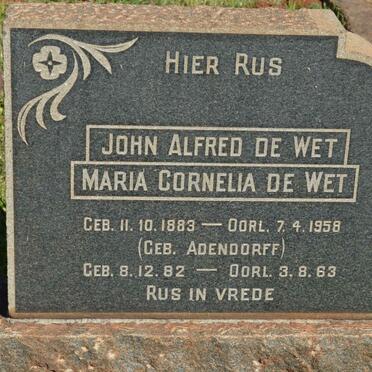 HIER RUS
JOHN ALFRED DE WET
MARIA CORNELIA DE WET
GEB. 11.10.1883 — OORL. 7.4.1958
(GEB. ADENDORFF)
GEB. 8.12.82 — OORL. 3.8.63
RUS IN VREDE